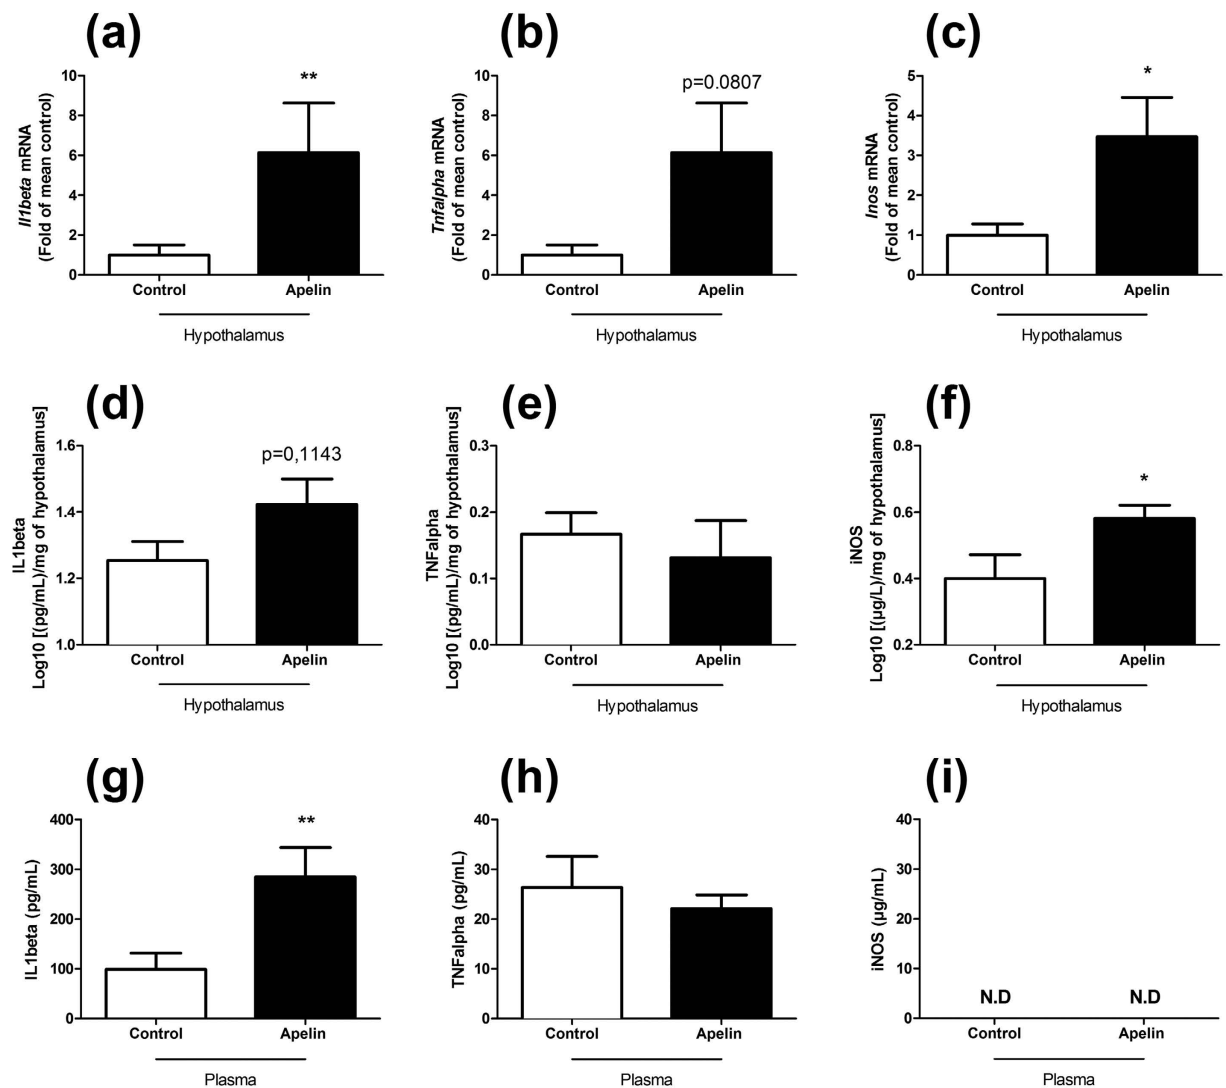 (a)
Il1beta mRNA
(Fold of mean control)
10
8
6
4
2
0
**
Control
Apelin
Hypothalamus
(b)
Tnfalpha mRNA
(Fold of mean control)
10
8
6
4
2
0
p=0.0807
Control
Apelin
Hypothalamus
(c)
Inos mRNA
(Fold of mean control)
5
4
3
2
1
0
*
Control
Apelin
Hypothalamus
(d)
IL1beta
Log10 [(pg/mL)/mg of hypothalamus]
1.6
1.4
1.2
1.0
p=0,1143
Control
Apelin
Hypothalamus
(e)
TNFalpha
Log10 [(pg/mL)/mg of hypothalamus]
0.3
0.2
0.1
0.0
Control
Apelin
Hypothalamus
(f)
iNOS
Log10 [(µg/L)/mg of hypothalamus]
0.8
0.6
0.4
0.2
*
Control
Apelin
Hypothalamus
(g)
IL1beta (pg/mL)
400
300
200
100
0
**
Control
Apelin
Plasma
(h)
TNFalpha (pg/mL)
40
30
20
10
0
Control
Apelin
Plasma
(i)
iNOS (µg/mL)
40
30
20
10
0
N.D
N.D
Control
Apelin
Plasma